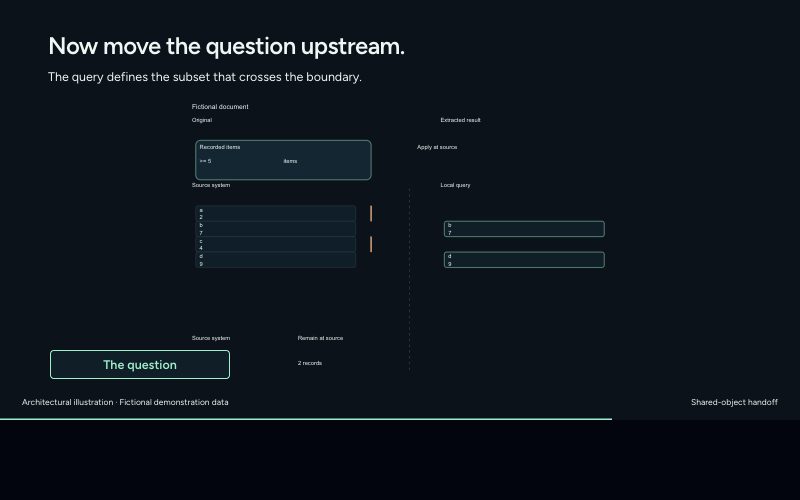 Now move the question upstream.
The query defines the subset that crosses the boundary.
Fictional document
Original
Extracted result
Recorded items
>= 5
items
Apply at source
Source system
Local query
a
2
b
7
c
4
d
9
b
7
d
9
Source system
Remain at source
2 records
The question
Architectural illustration · Fictional demonstration data
Shared-object handoff